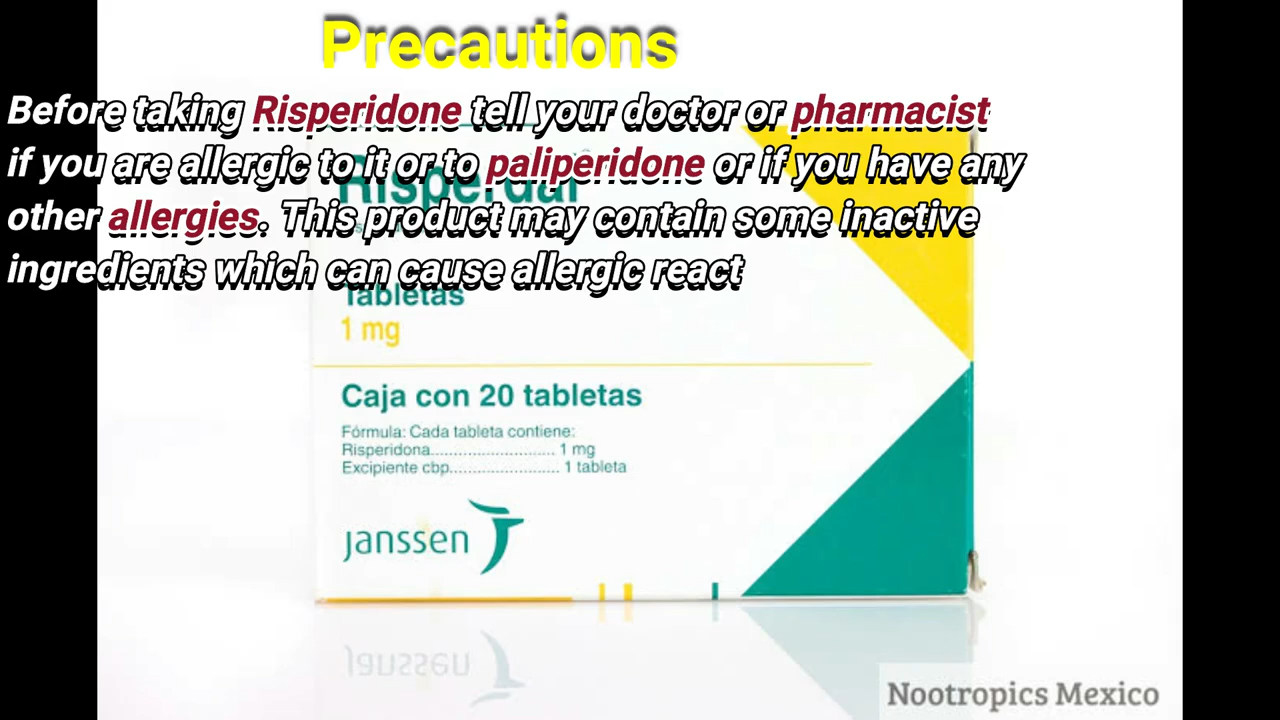 Precautions
Before taking Risperidone tell your doctor or pharmacist
if you are allergic to it or to paliperidone or if you have any
other allergies. This product may contain some inactive
ingredients which can cause allergic react
Risperdal
Tabletas
1 mg
Caja con 20 tabletas
Fórmula: Cada tableta contiene:
Risperidona........................... 1 mg
Excipiente cbp........................ 1 tableta
janssen
Nootropics Mexico